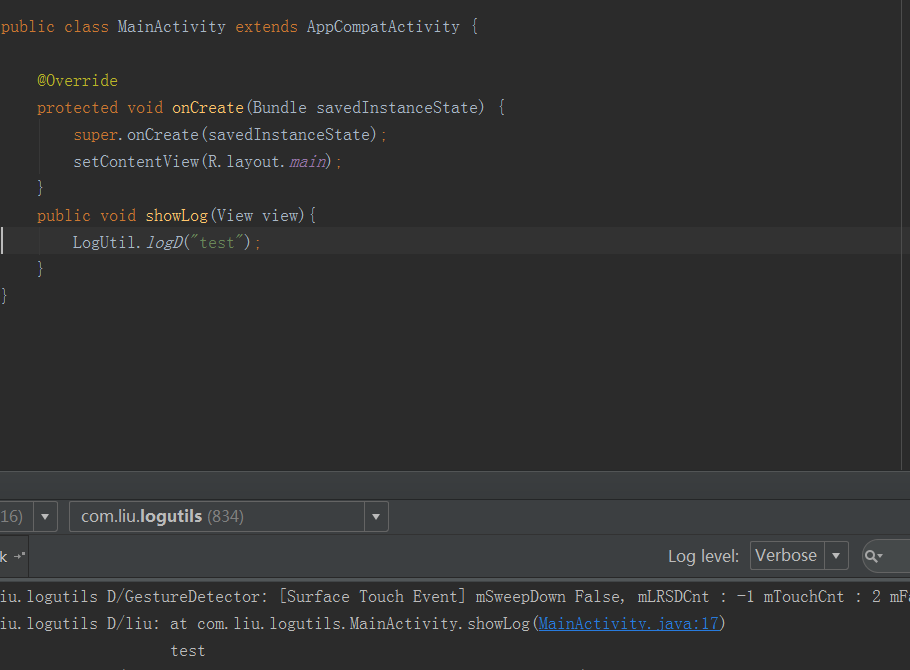 public class MainActivity extends AppCompatActivity {
@Override
protected void onCreate(Bundle savedInstanceState) {
super.onCreate(savedInstanceState);
setContentView(R.layout.main);
}
public void showLog(View view){
LogUtil.logD("test");
}
}
16) com.liu.logutils (834)
k Log level: Verbose
iu.logutils D/GestureDetector: [Surface Touch Event] mSweepDown False, mLRSDCnt : -1 mTouchCnt : 2 mFa
iu.logutils D/liu: at com.liu.logutils.MainActivity.showLog(MainActivity.java:17)
test